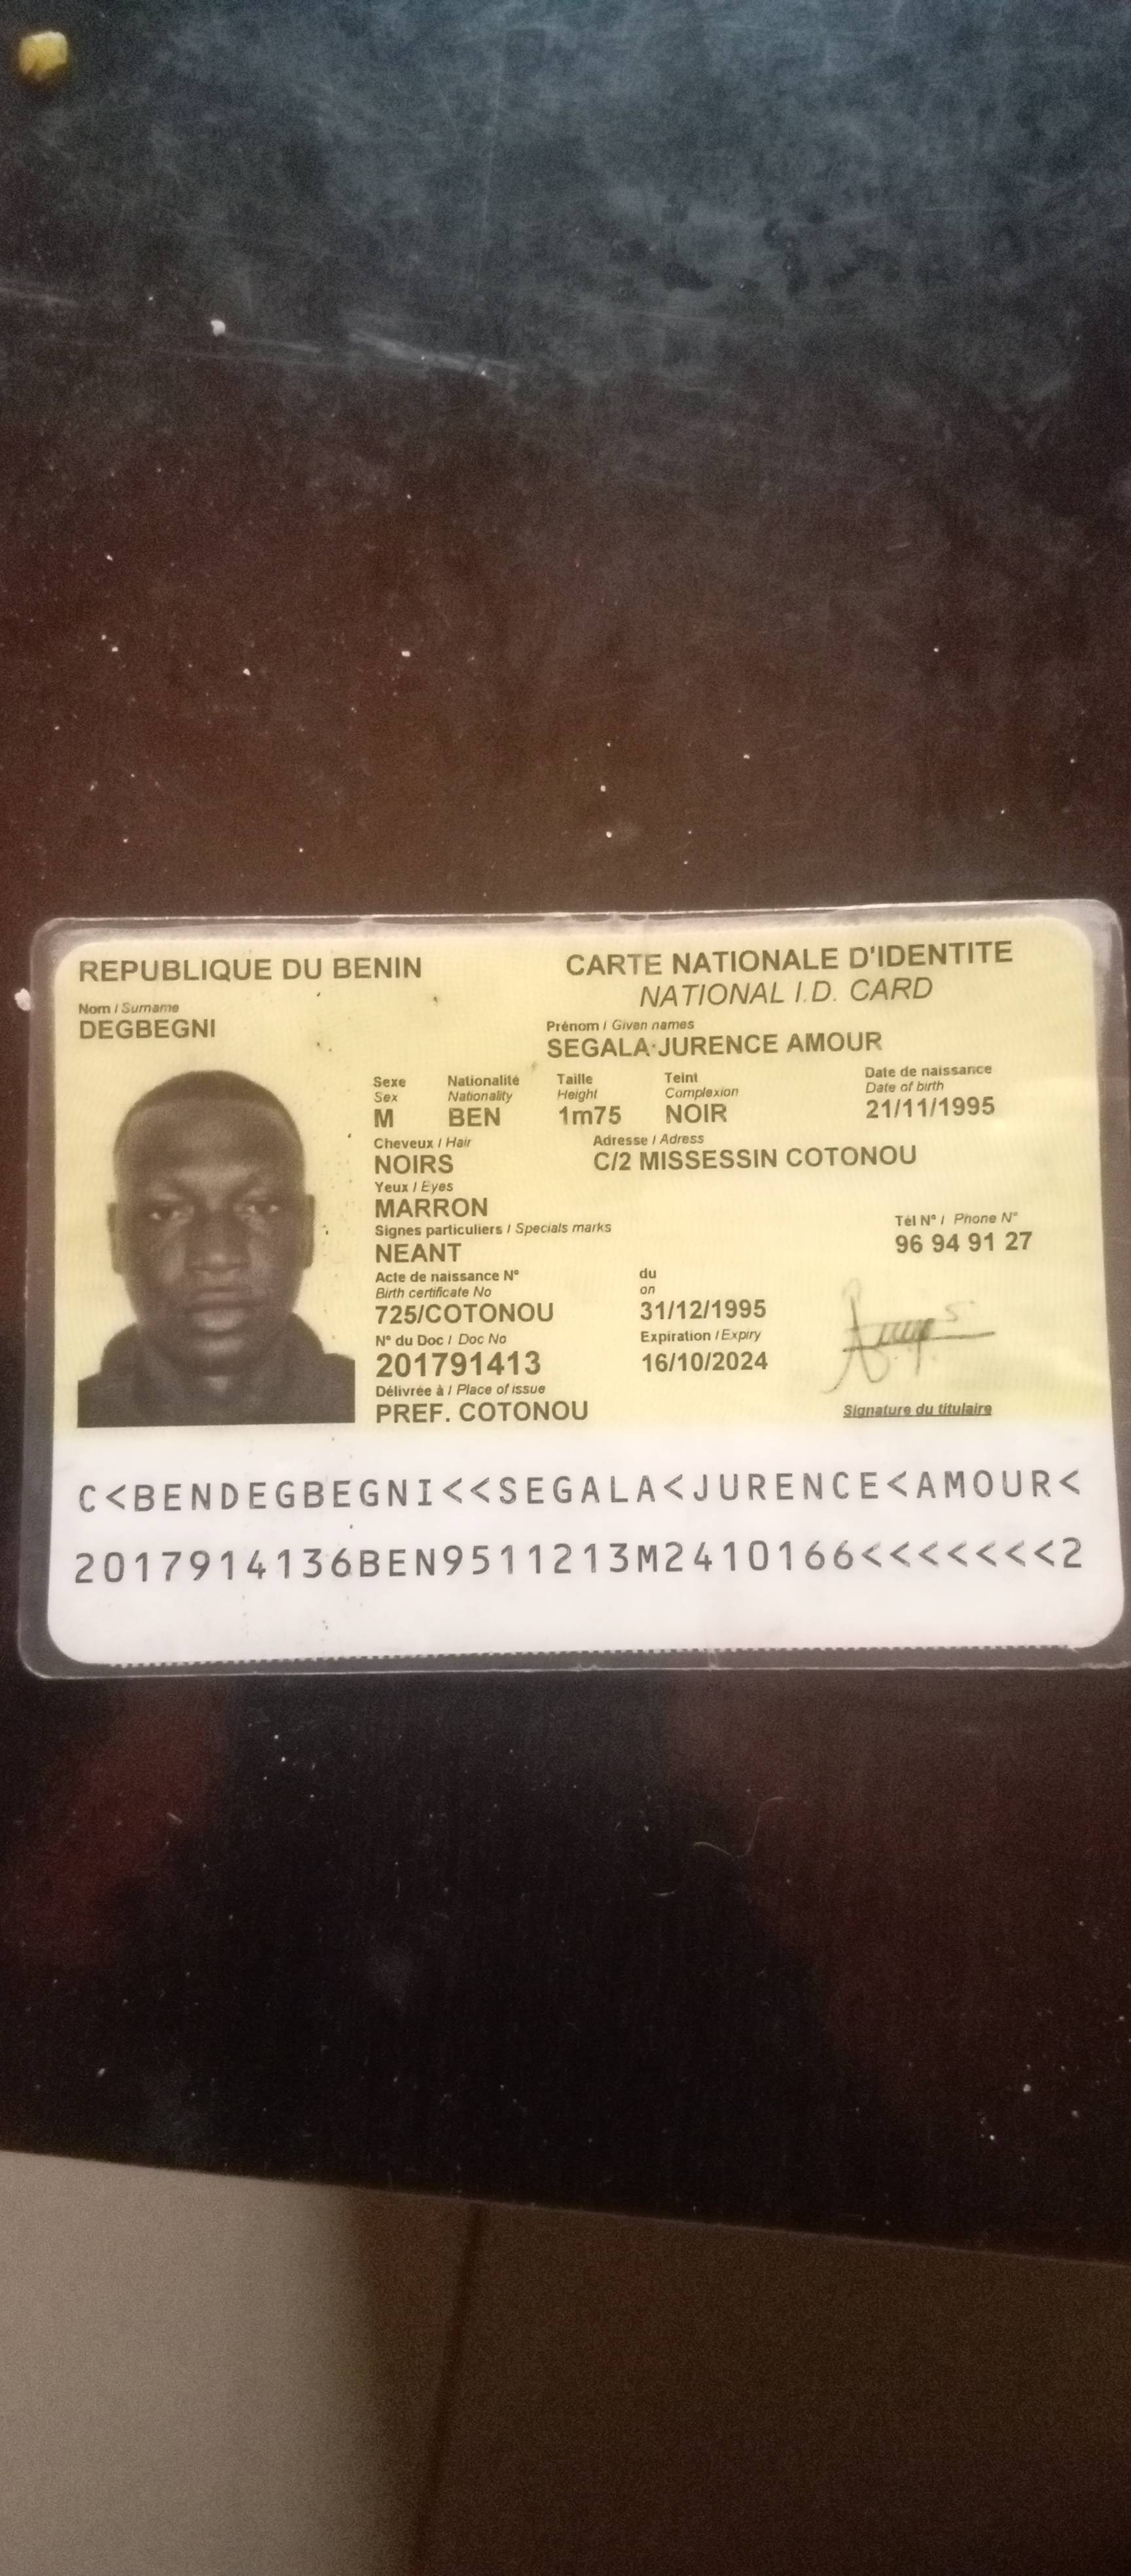 REPUBLIQUE DU BENIN
CARTE NATIONALE D'IDENTITE
NATIONAL I.D. CARD
Nom / Surname
DEGBEGNI
Prénom / Given names
SEGALA JURENCE AMOUR
Sexe Nationalité Taille Teint Date de naissance
Sex Nationality Height Complexion Date of birth
M BEN 1m75 NOIR 21/11/1995
Cheveux / Hair Adresse / Adress
NOIRS C/2 MISSESSIN COTONOU
Yeux / Eyes
MARRON
Signes particuliers / Specials marks Tél N° / Phone N°
NEANT 96 94 91 27
Acte de naissance N° du
Birth certificate No on
725/COTONOU 31/12/1995
N° du Doc / Doc No Expiration / Expiry
201791413 16/10/2024
Délivrée à / Place of issue
PREF. COTONOU
Signature du titulaire
C<BENDEGBEGNI<<SEGALA<JURENCE<AMOUR<
2017914136BEN9511213M2410166<<<<<<<2